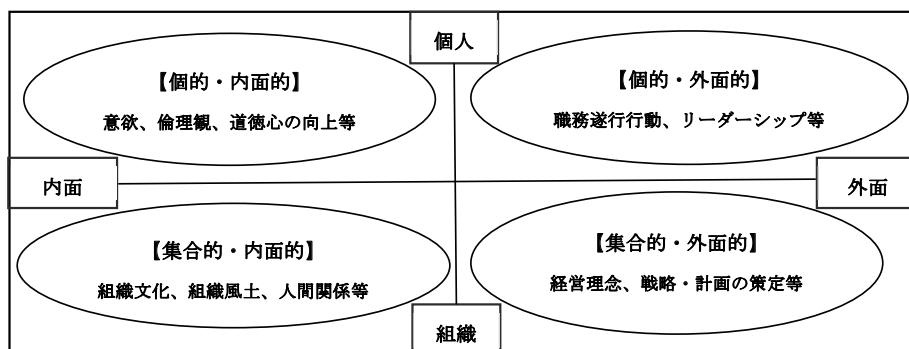 個人
【個的・内面的】
意欲、倫理観、道徳心の向上等
【個的・外面的】
職務遂行行動、リーダーシップ等
内面
外面
【集合的・内面的】
組織文化、組織風土、人間関係等
【集合的・外面的】
経営理念、戦略・計画の策定等
組織